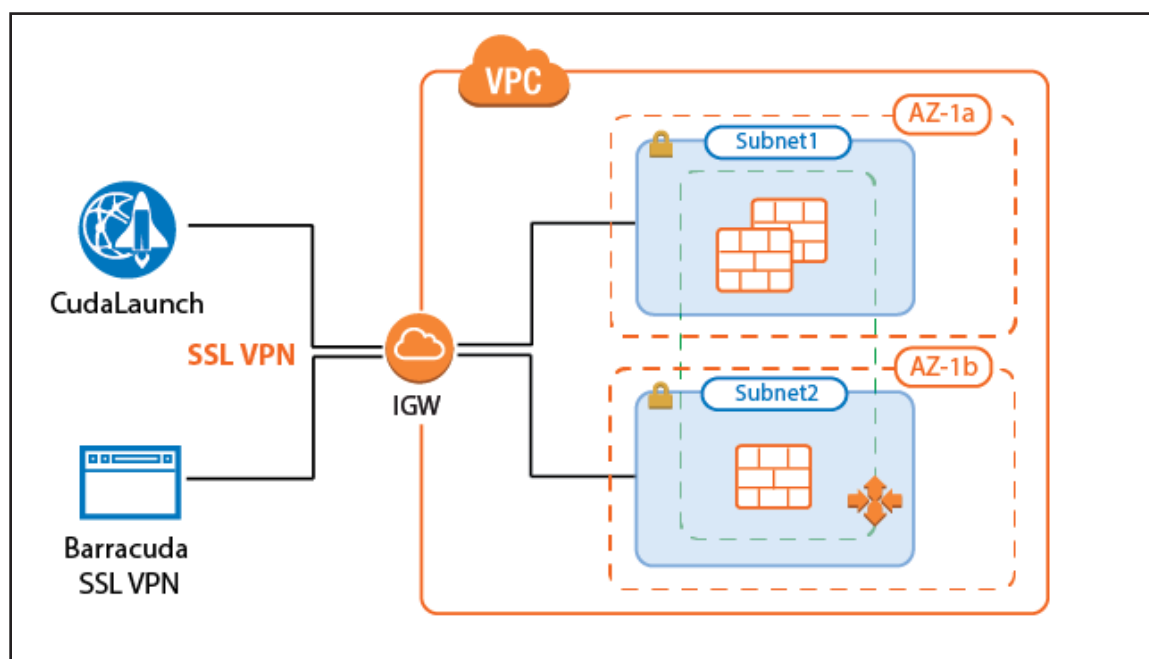 VPC
AZ-1a
Subnet1
CudaLaunch
SSL VPN
IGW
AZ-1b
Subnet2
Barracuda
SSL VPN